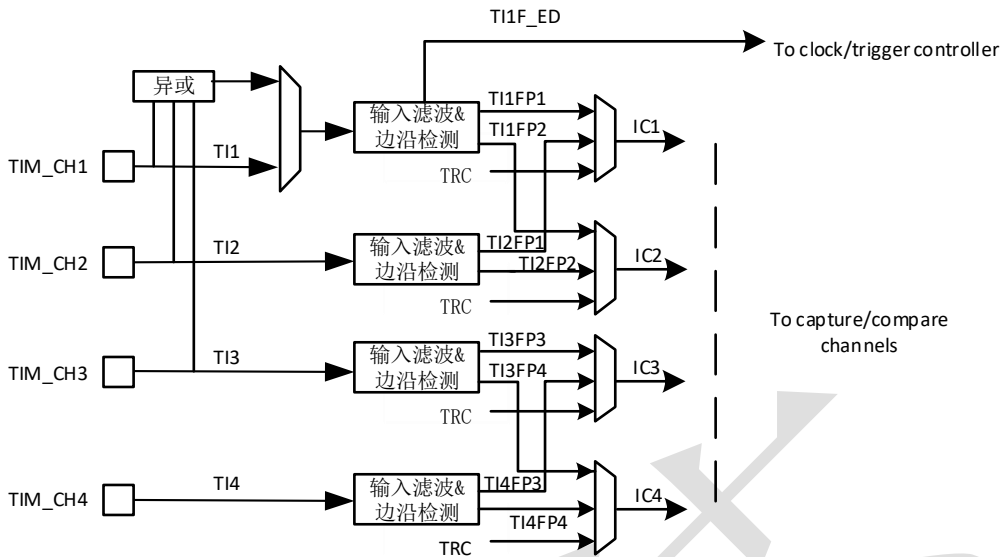 TI1F_ED
To clock/trigger controller
异或
TI1FP1
输入滤波&
边沿检测
TI1FP2
IC1
TIM_CH1
TI1
TRC
TI2FP1
输入滤波&
边沿检测
TIM_CH2
TI2
TI2FP2
IC2
TRC
To capture/compare
channels
TI3FP3
输入滤波&
边沿检测
TIM_CH3
TI3
TI3FP4
IC3
TRC
TIM_CH4
TI4
输入滤波&
边沿检测
TI4FP3
IC4
TI4FP4
TRC